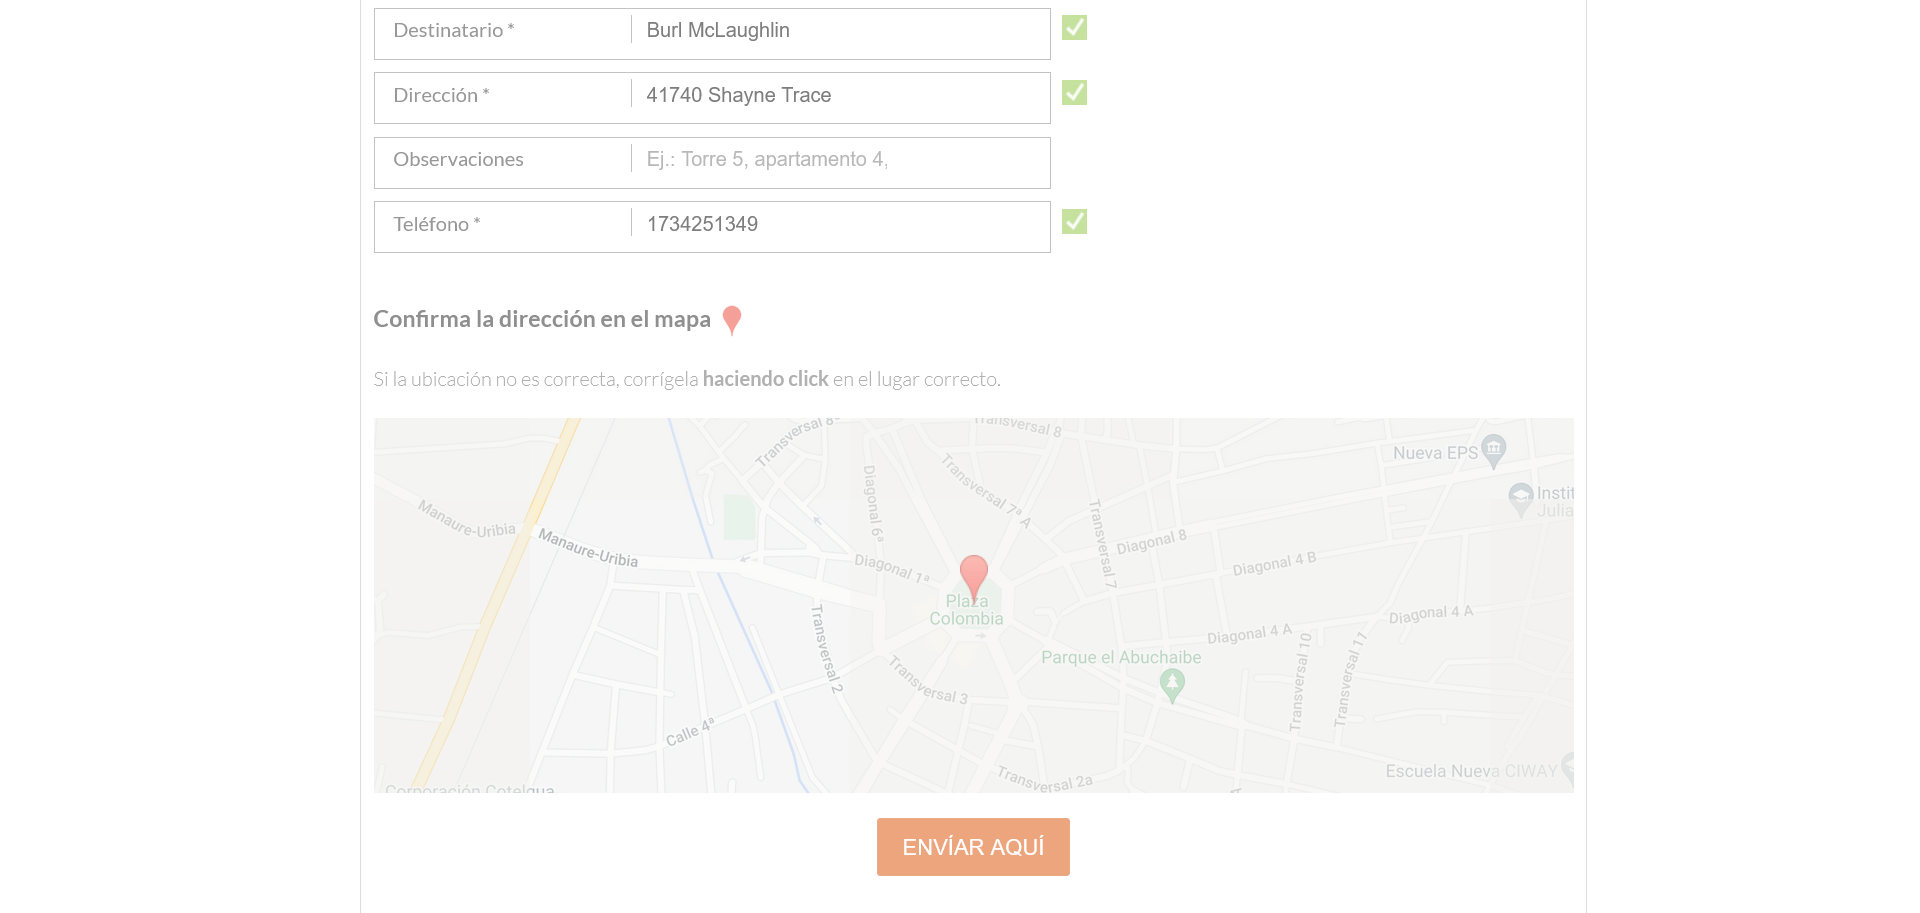 Destinatario * Burl McLaughlin
Dirección * 41740 Shayne Trace
Observaciones Ej.: Torre 5, apartamento 4,
Teléfono * 1734251349
Confirma la dirección en el mapa
Si la ubicación no es correcta, corrígela haciendo click en el lugar correcto.
Transversal 8ª
Transversal 8
Nueva EPS
Diagonal 6ª
Transversal 7ª A
Instit
Julia
Manaure-Uribia
Manaure-Uribia
Transversal 7
Diagonal 8
Diagonal 1ª
Diagonal 4 B
Plaza
Colombia
Diagonal 4 A
Diagonal 4 A
Transversal 2
Parque el Abuchaibe
Transversal 10
Transversal 11
Transversal 3
Calle 4ª
Transversal 2a
Escuela Nueva CIWAY
Corporación Cotelgua
ENVÍAR AQUÍ